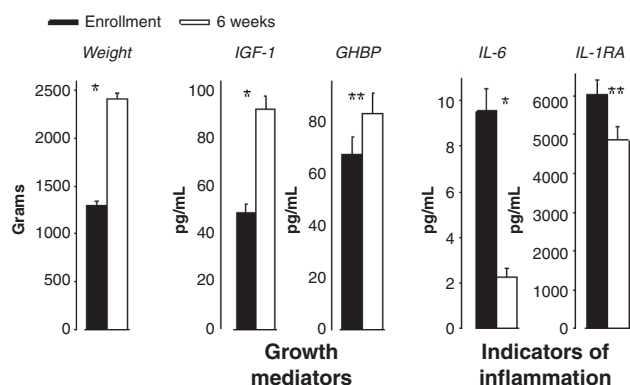 Enrollment
6 weeks
Weight
IGF-1
GHBP
IL-6
IL-1RA
Grams
2500
2000
1500
1000
500
0
*
pg/mL
100
80
60
40
20
0
*
pg/mL
80
60
40
20
0
**
pg/mL
10
8
6
4
2
0
*
pg/mL
6000
5000
4000
3000
2000
1000
0
**
Growth
mediators
Indicators of
inflammation